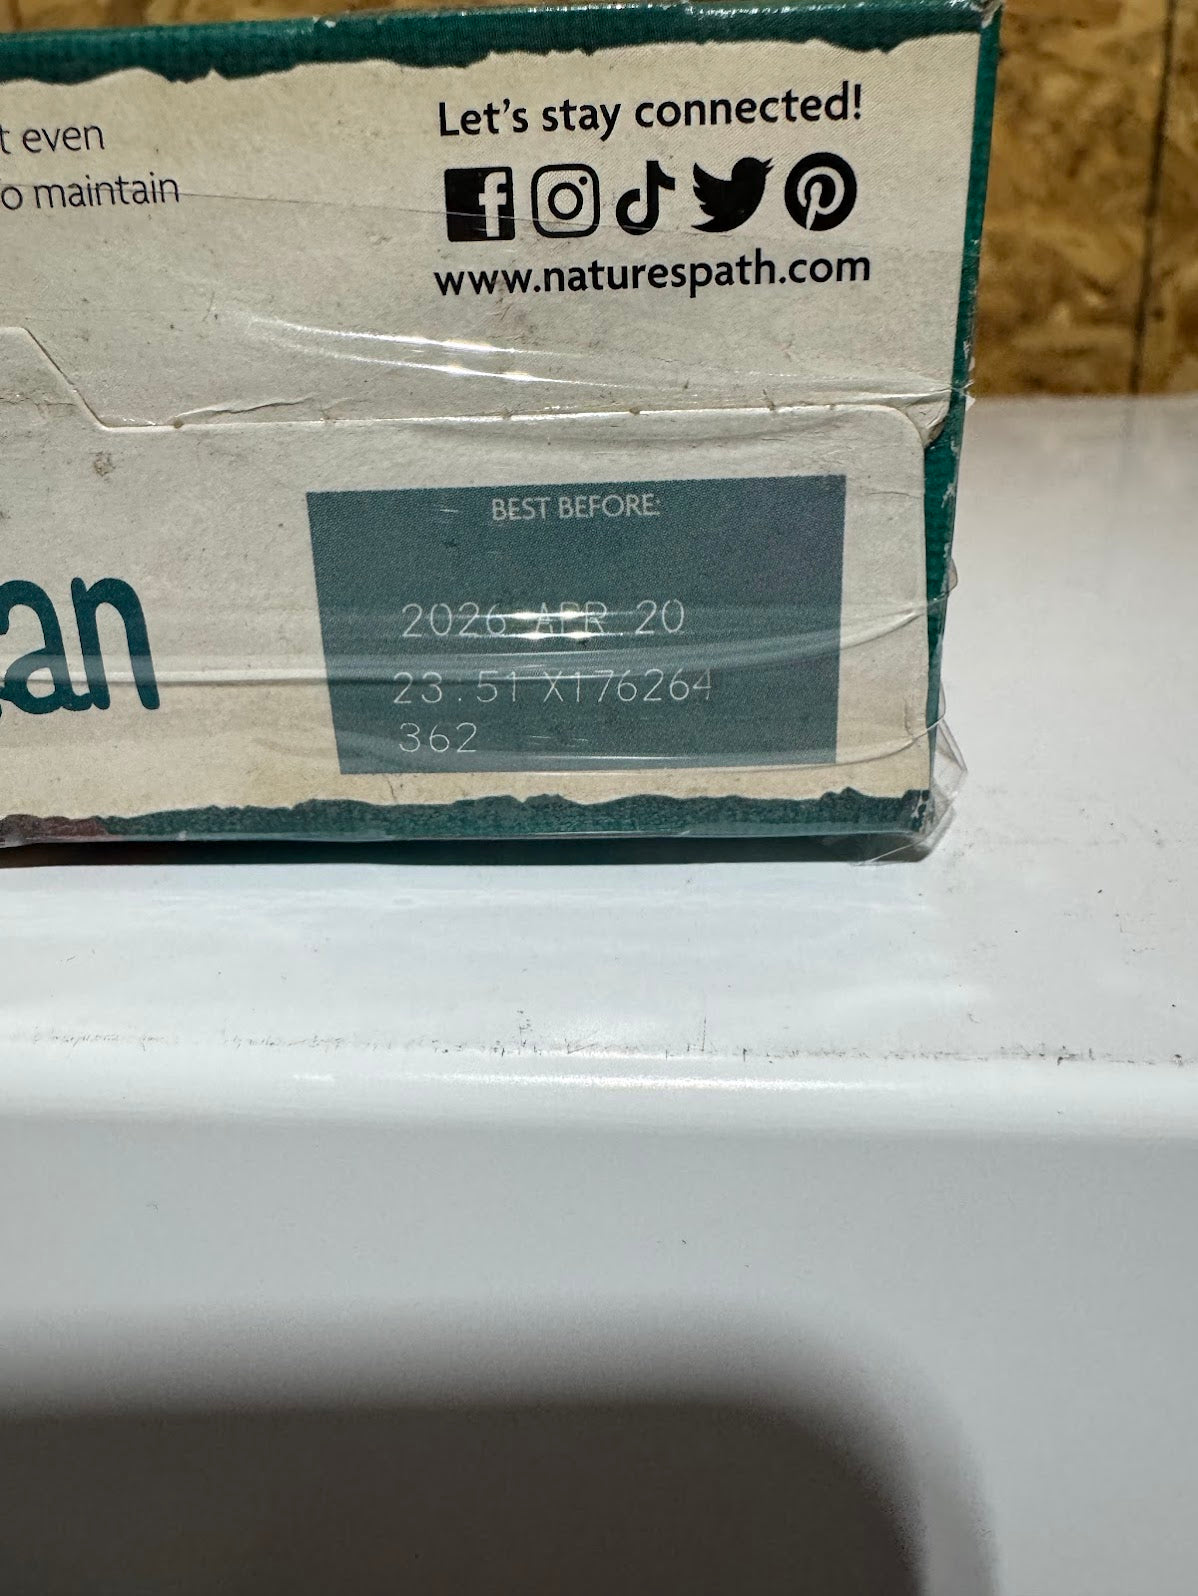 t even
o maintain
Let's stay connected!
www.naturespath.com
an
BEST BEFORE:
2026 APR 20
23:51 X176264
362